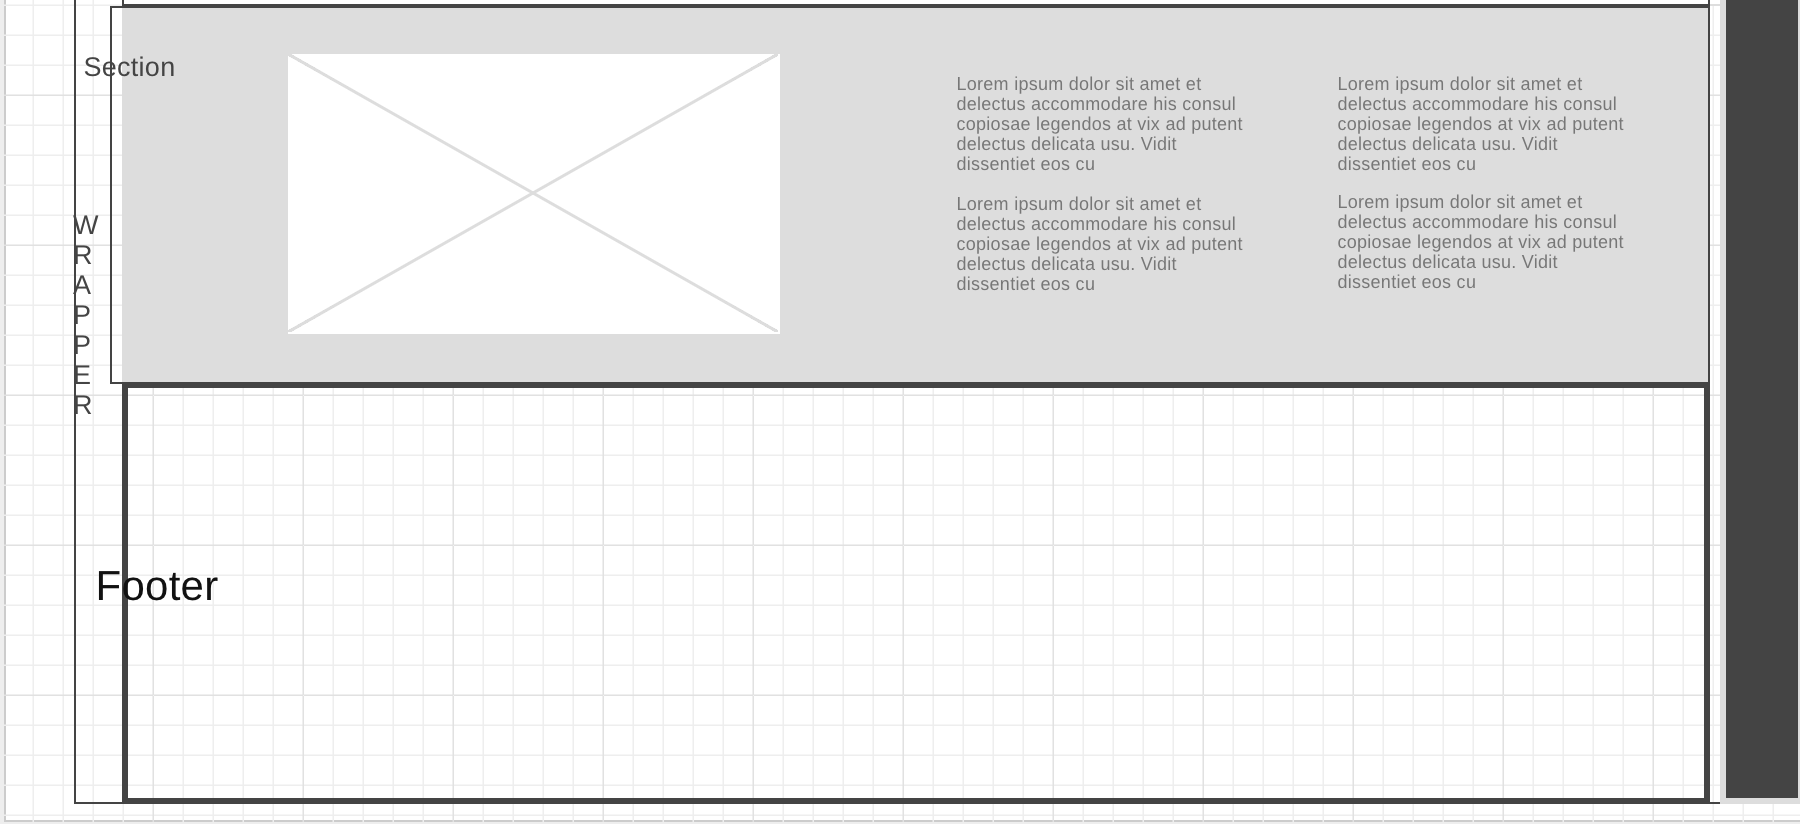 Section
Lorem ipsum dolor sit amet et
delectus accommodare his consul
copiosae legendos at vix ad putent
delectus delicata usu. Vidit
dissentiet eos cu
Lorem ipsum dolor sit amet et
delectus accommodare his consul
copiosae legendos at vix ad putent
delectus delicata usu. Vidit
dissentiet eos cu
Lorem ipsum dolor sit amet et
delectus accommodare his consul
copiosae legendos at vix ad putent
delectus delicata usu. Vidit
dissentiet eos cu
Lorem ipsum dolor sit amet et
delectus accommodare his consul
copiosae legendos at vix ad putent
delectus delicata usu. Vidit
dissentiet eos cu
W
R
A
P
P
E
R
Footer